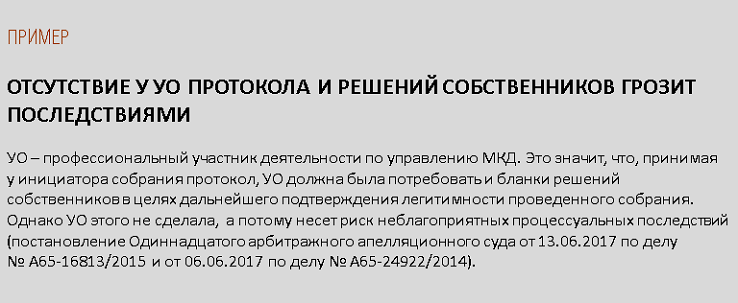 ПРИМЕР
ОТСУТСТВИЕ У УО ПРОТОКОЛА И РЕШЕНИЙ СОБСТВЕННИКОВ ГРОЗИТ
ПОСЛЕДСТВИЯМИ
УО – профессиональный участник деятельности по управлению МКД. Это значит, что, принимая
у инициатора собрания протокол, УО должна была потребовать и бланки решений
собственников в целях дальнейшего подтверждения легитимности проведенного собрания.
Однако УО этого не сделала, а потому несет риск неблагоприятных процессуальных последствий
(постановление Одиннадцатого арбитражного апелляционного суда от 13.06.2017 по делу
№ А65-16813/2015 и от 06.06.2017 по делу № А65-24922/2014).